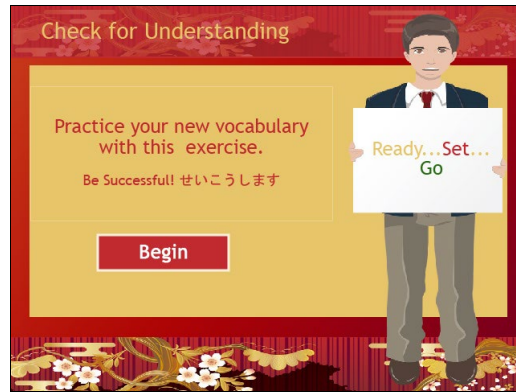 Check for Understanding
Practice your new vocabulary
with this exercise.
Be Successful! せいこうします
Begin
Ready...Set...
Go